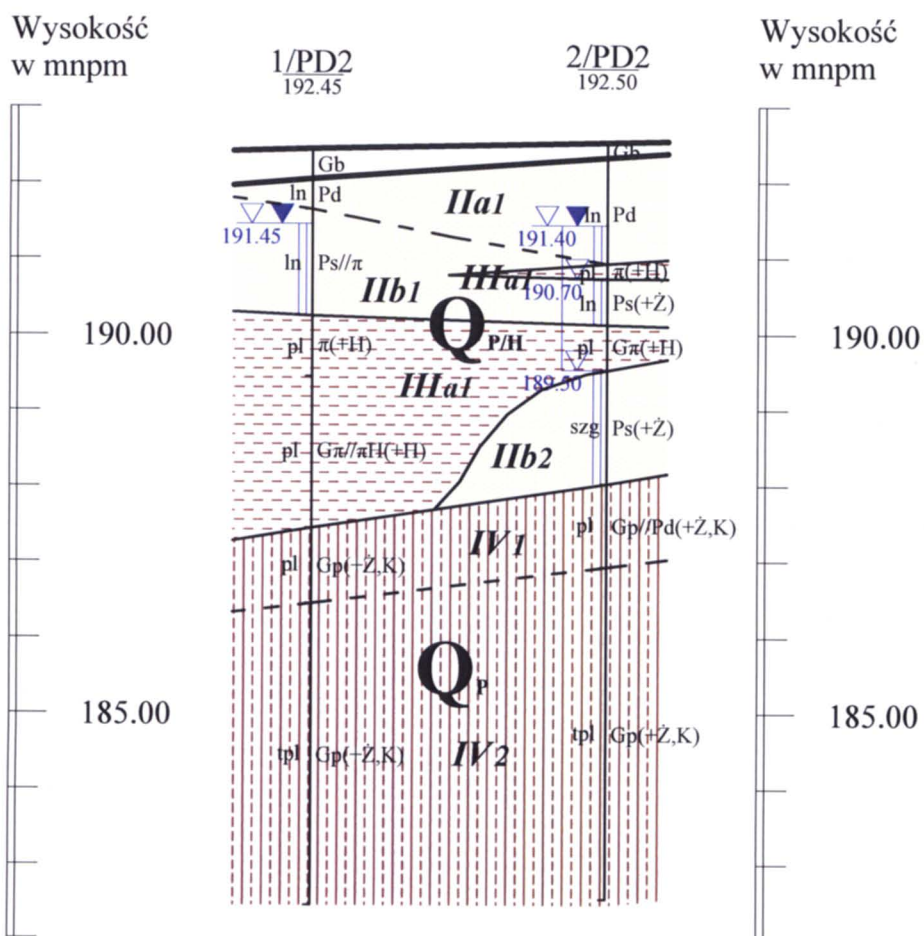 Wysokość
w mnpm
1/PD2
192.45
2/PD2
192.50
Wysokość
w mnpm
Gb
Gb
ln Pd
IIa1
ln Pd
191.45
191.40
ln Ps//π
IIIa1
pl π(+H)
IIb1
190.70
ln Ps(+Ż)
190.00
Q P/H
190.00
pl π(+H)
pl Gπ(+H)
IIIa1
189.50
szg Ps(+Ż)
pl Gπ//πH(+H)
IIb2
IV1
pl Gp//Pd(+Ż,K)
pl Gp(+Ż,K)
Q P
185.00
185.00
tpl Gp(+Ż,K)
IV2
tpl Gp(+Ż,K)